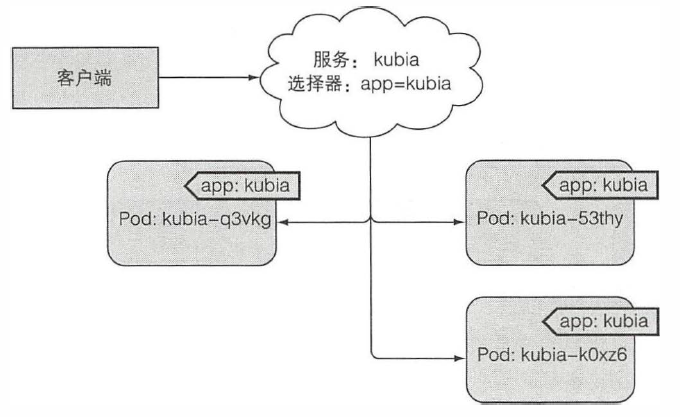 客户端
服务： kubia
选择器：app=kubia
app: kubia
Pod: kubia-q3vkg
app: kubia
Pod: kubia-53thy
app: kubia
Pod: kubia-k0xz6